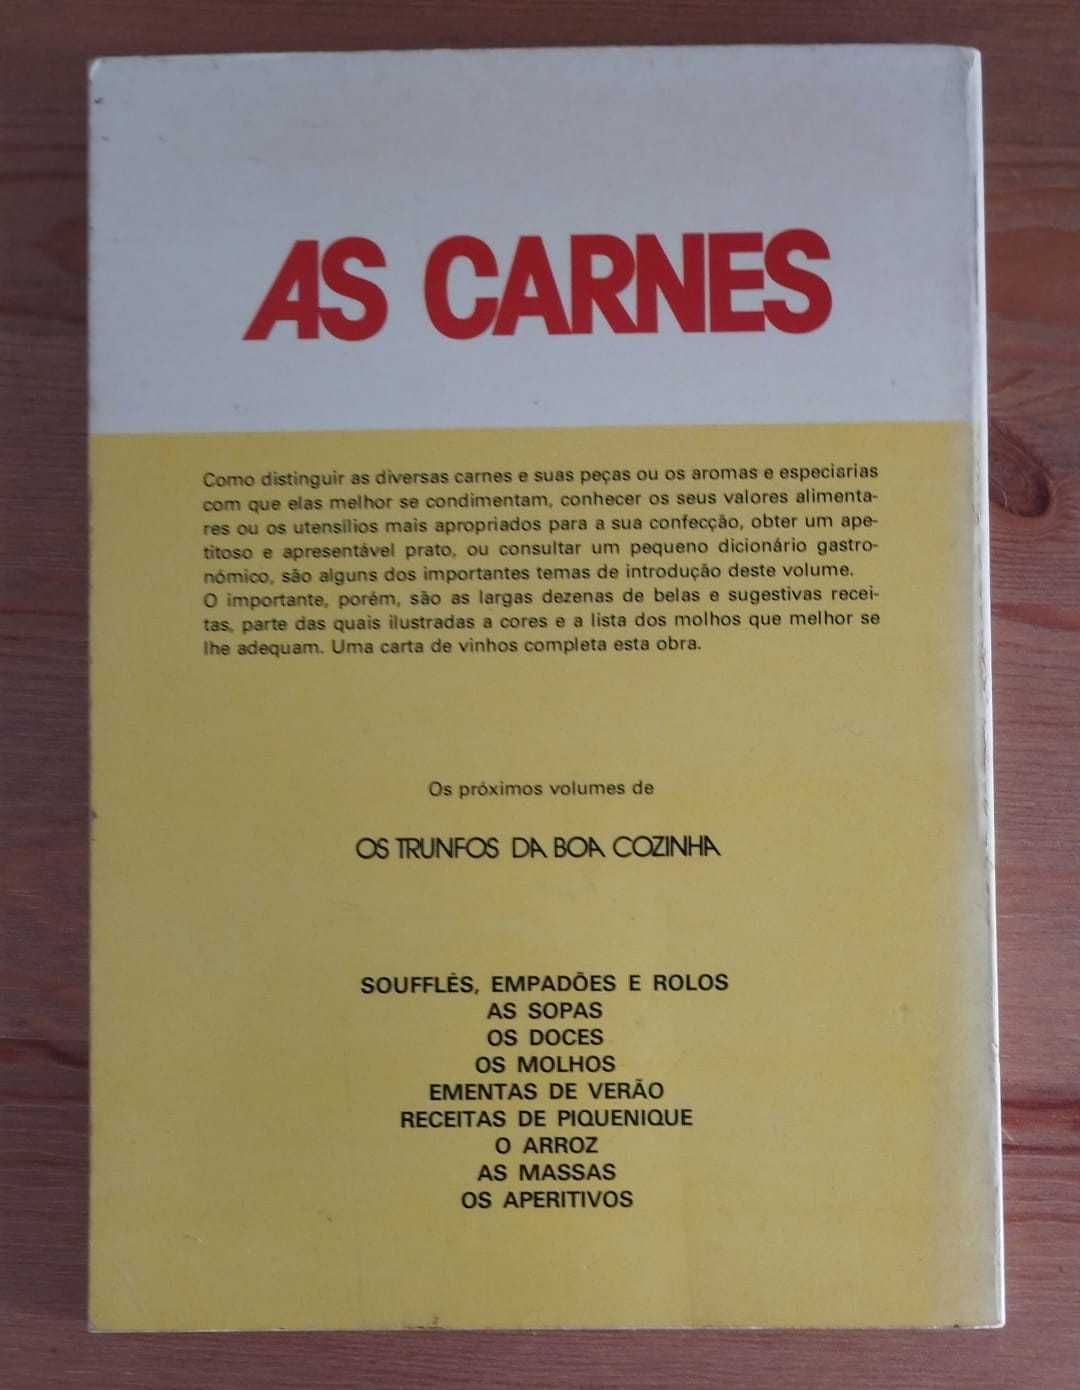 AS CARNES
Como distinguir as diversas carnes e suas peças ou os aromas e especiarias
com que elas melhor se condimentam, conhecer os seus valores alimenta-
res ou os utensílios mais apropriados para a sua confecção, obter um ape-
titoso e apresentável prato, ou consultar um pequeno dicionário gastro-
nómico, são alguns dos importantes temas de introdução deste volume.
O importante, porém, são as largas dezenas de belas e sugestivas recei-
tas, parte das quais ilustradas a cores e a lista dos molhos que melhor se
lhe adequam. Uma carta de vinhos completa esta obra.
Os próximos volumes de
OS TRUNFOS DA BOA COZINHA
SOUFFLÊS, EMPADÕES E ROLOS
AS SOPAS
OS DOCES
OS MOLHOS
EMENTAS DE VERÃO
RECEITAS DE PIQUENIQUE
O ARROZ
AS MASSAS
OS APERITIVOS